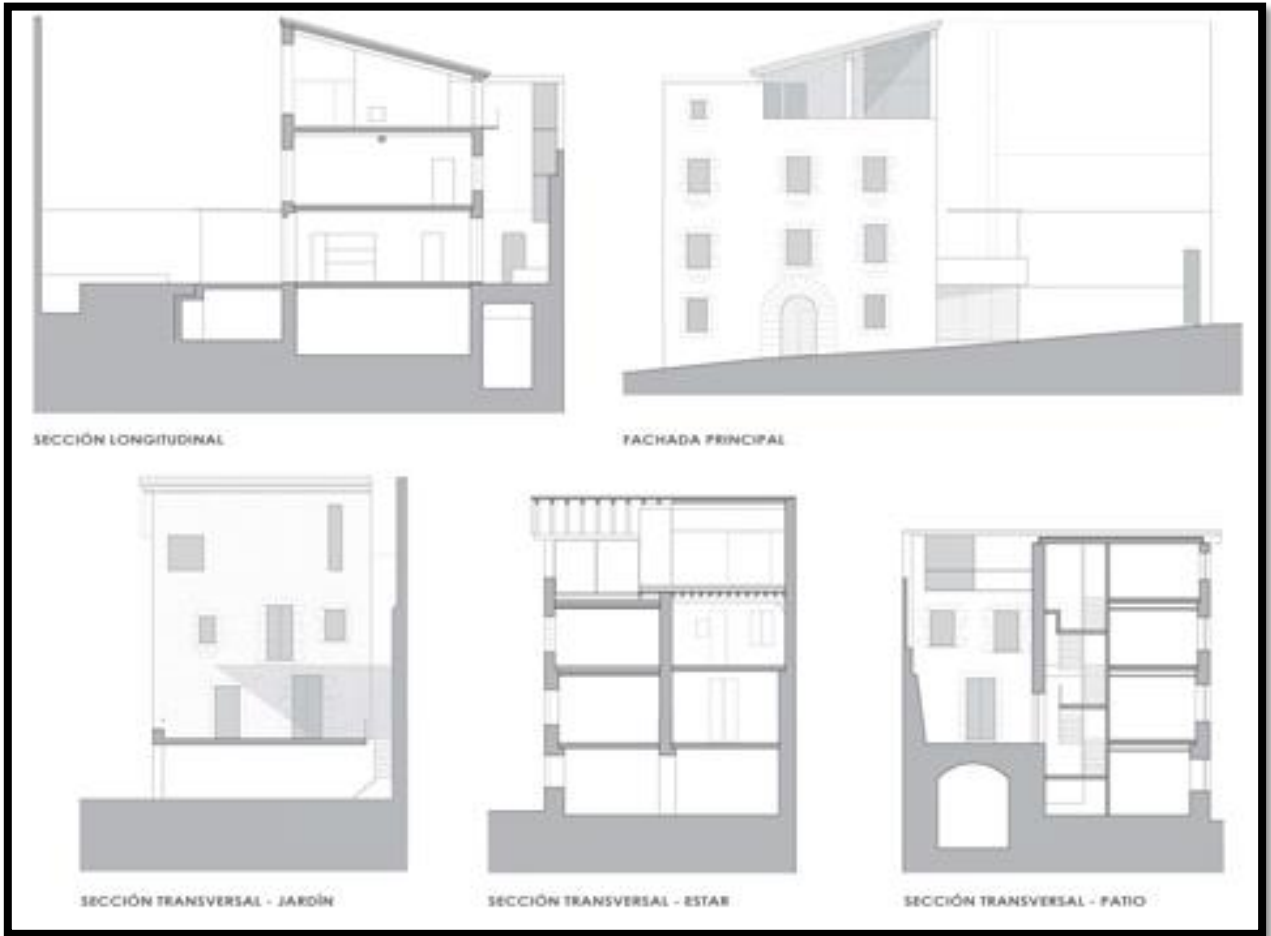 SECCIÓN LONGITUDINAL
FACHADA PRINCIPAL
SECCIÓN TRANSVERSAL - JARDÍN
SECCIÓN TRANSVERSAL - ESTAR
SECCIÓN TRANSVERSAL - PATIO